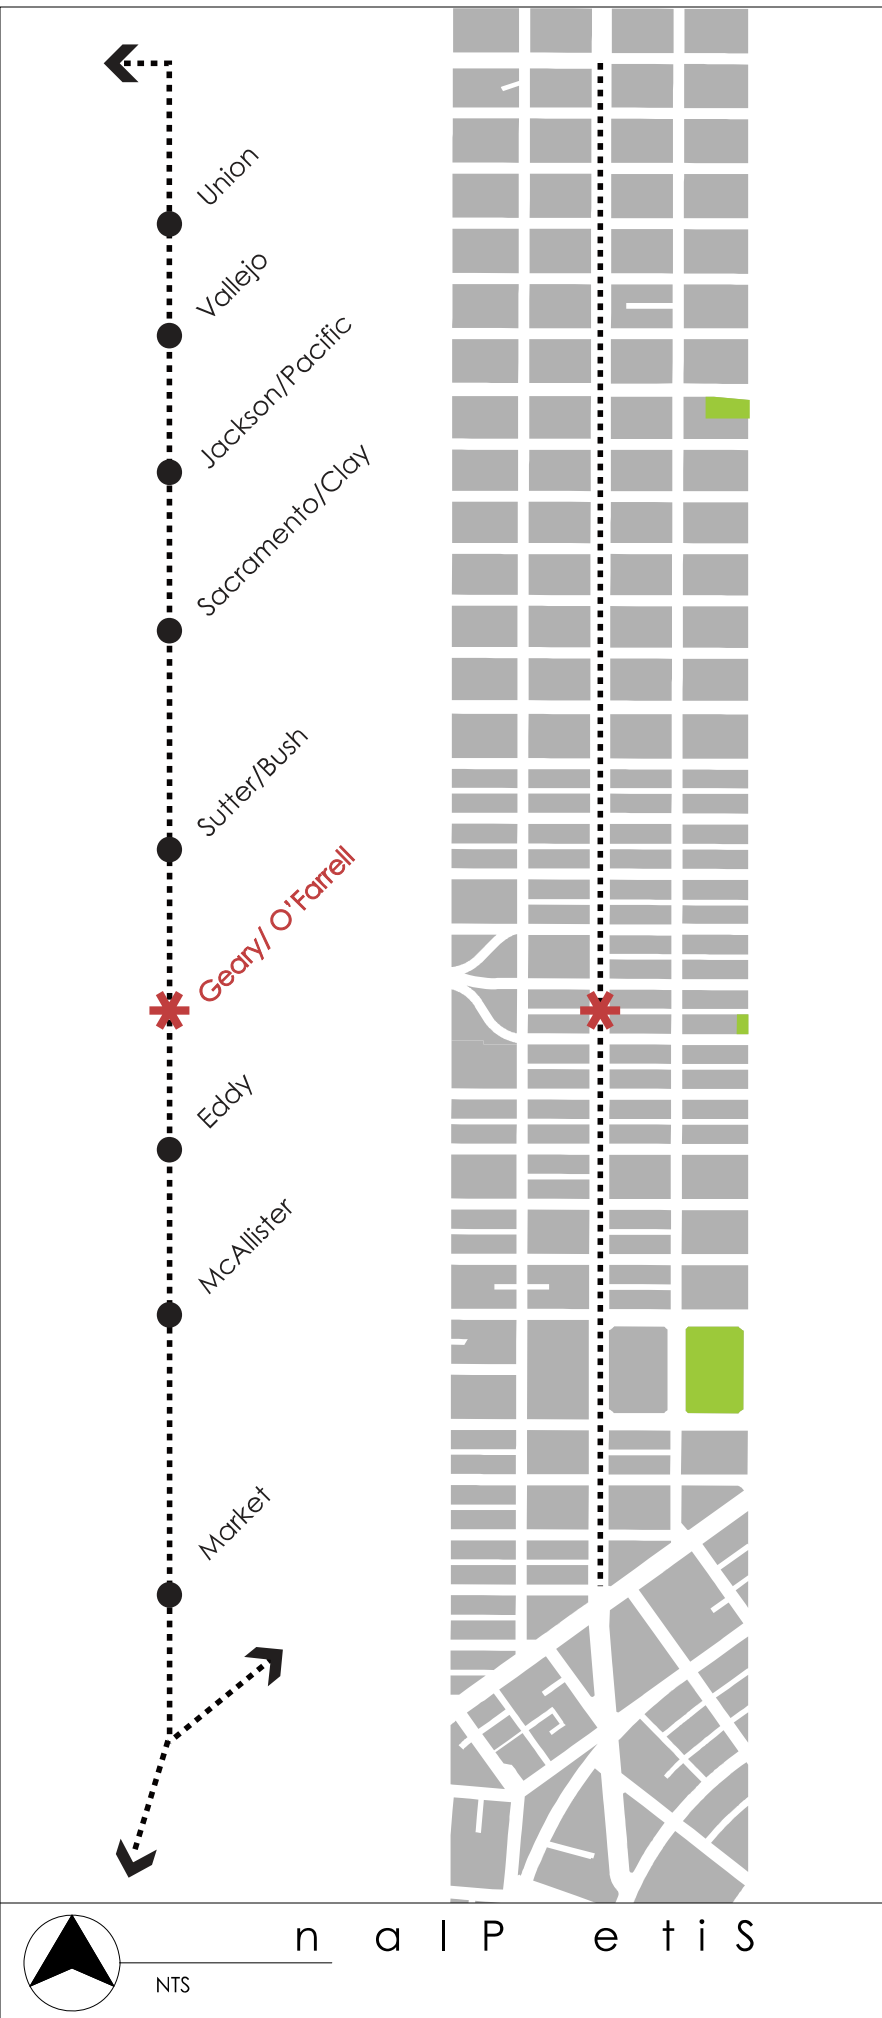 Union
Vallejo
Jackson/Pacific
Sacramento/Clay
Sutter/Bush
Geary/ O'Farrell
Eddy
McAllister
Market
n a l P e t i S
NTS